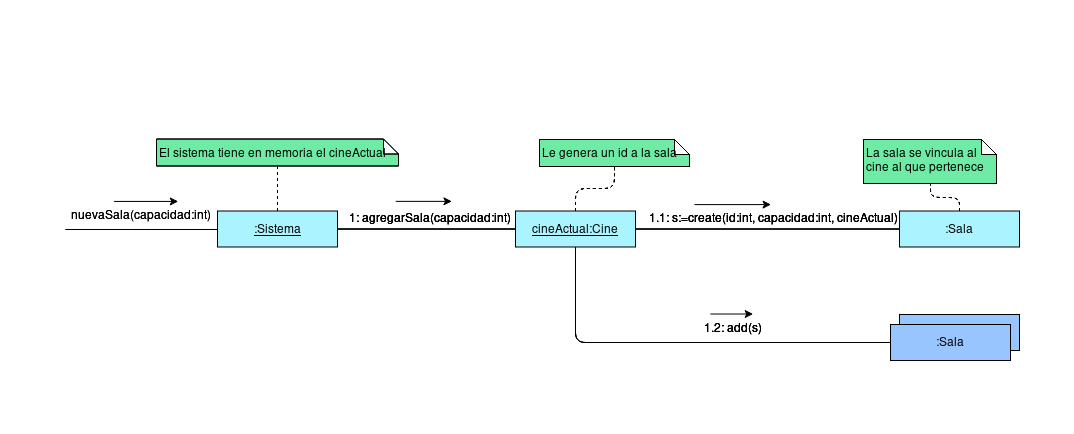 El sistema tiene en memoria el cineActual
Le genera un id a la sala
La sala se vincula al
cine al que pertenece
nuevaSala(capacidad:int)
:Sistema
1: agregarSala(capacidad:int)
cineActual:Cine
1.1: s:=create(id:int, capacidad:int, cineActual)
:Sala
1.2: add(s)
:Sala